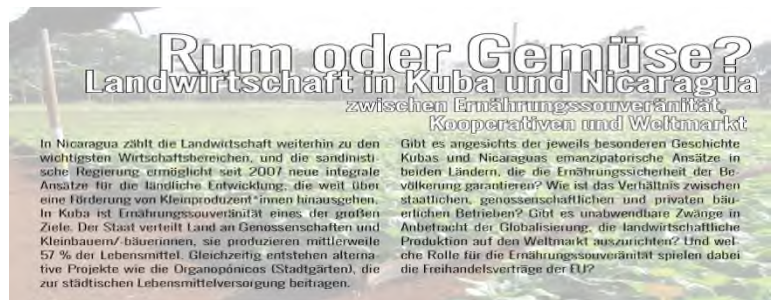 Rum oder Gemüse?
Landwirtschaft in Kuba und Nicaragua
zwischen Ernährungssouveränität,
Kooperativen und Weltmarkt
In Nicaragua zählt die Landwirtschaft weiterhin zu den
wichtigsten Wirtschaftsbereichen, und die sandinisti-
sche Regierung ermöglicht seit 2007 neue integrale
Ansätze für die ländliche Entwicklung, die weit über
eine Förderung von Kleinproduzent*innen hinausgehen.
In Kuba ist Ernährungssouveränität eines der großen
Ziele. Der Staat verteilt Land an Genossenschaften und
Kleinbauern/-bäuerinnen, sie produzieren mittlerweile
57 % der Lebensmittel. Gleichzeitig entstehen alterna-
tive Projekte wie die Organopónicos (Stadtgärten), die
zur städtischen Lebensmittelversorgung beitragen.
Gibt es angesichts der jeweils besonderen Geschichte
Kubas und Nicaraguas emanzipatorische Ansätze in
beiden Ländern, die die Ernährungssicherheit der Be-
völkerung garantieren? Wie ist das Verhältnis zwischen
staatlichen, genossenschaftlichen und privaten bäu-
erlichen Betrieben? Gibt es unabwendbare Zwänge in
Anbetracht der Globalisierung, die landwirtschaftliche
Produktion auf den Weltmarkt auszurichten? Und wel-
che Rolle für die Ernährungssouveränität spielen dabei
die Freihandelsverträge der EU?